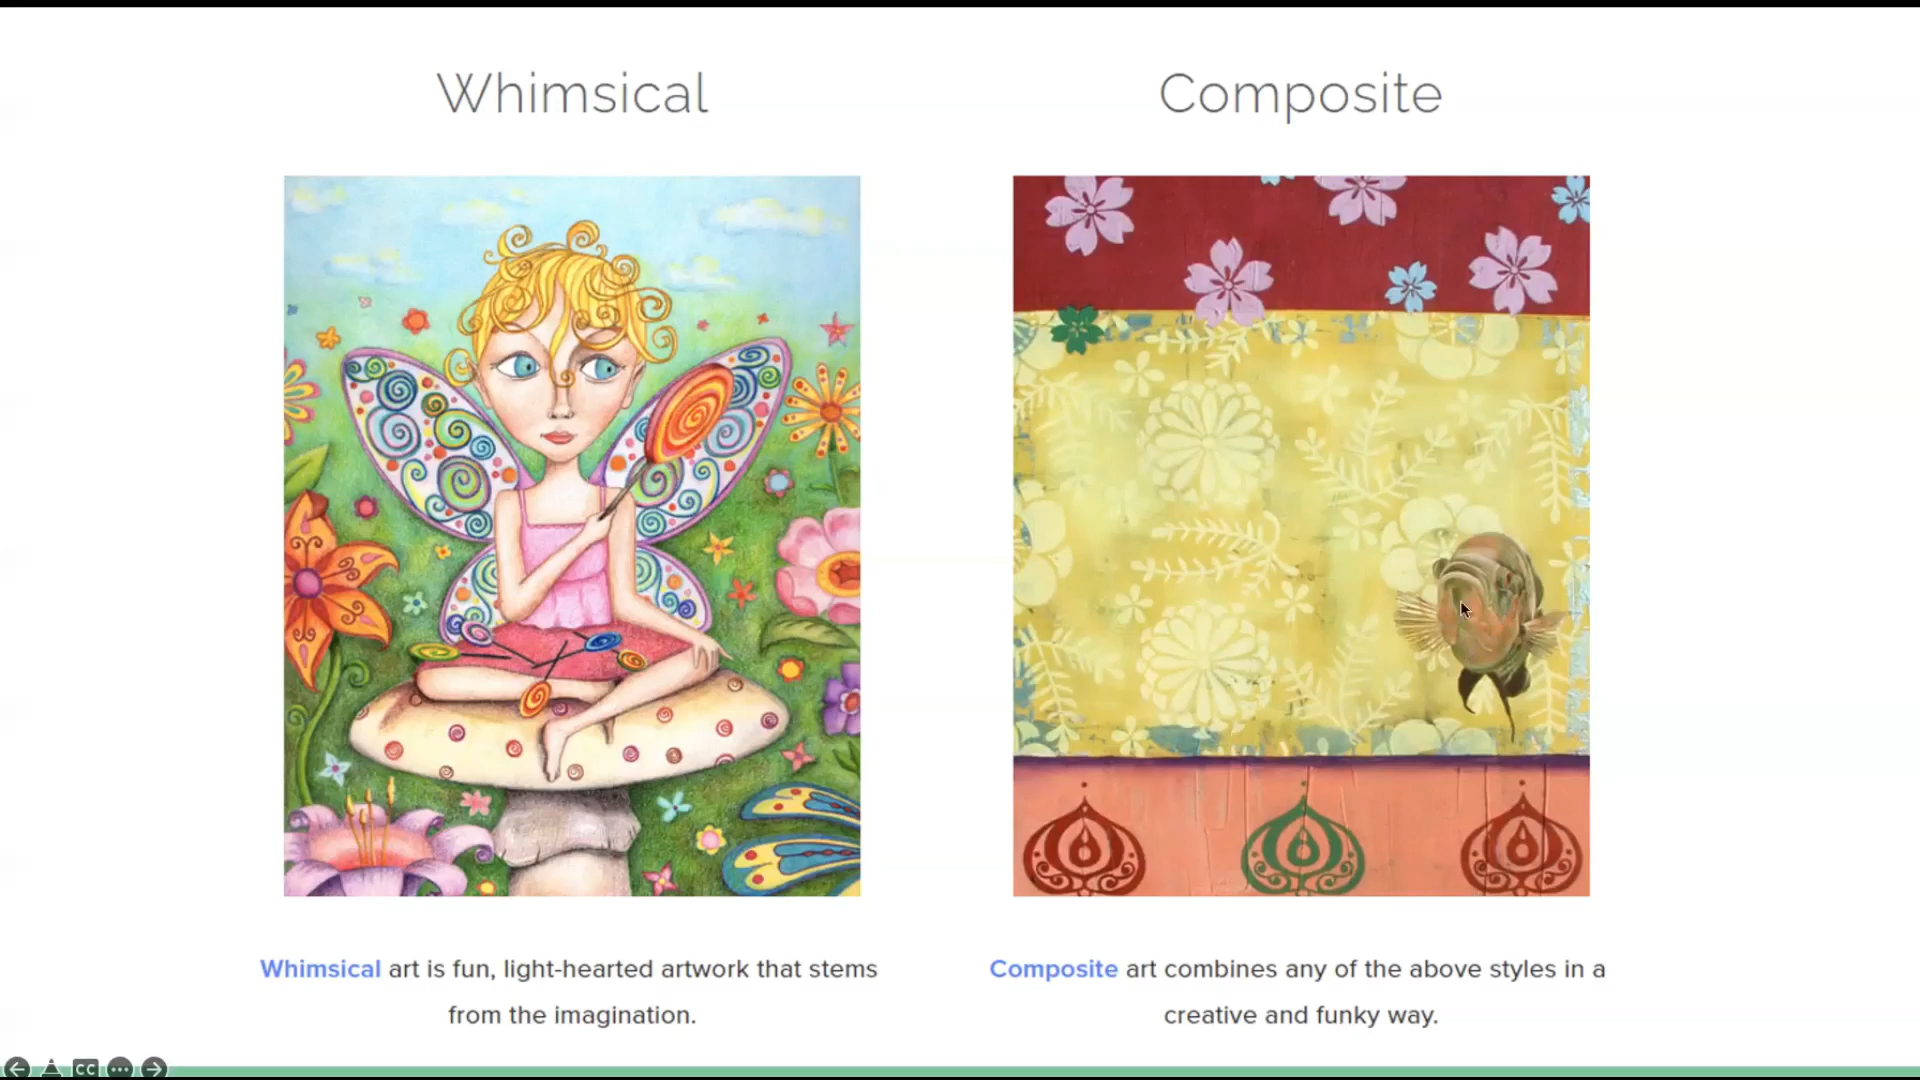 Whimsical
Composite
Whimsical art is fun, light-hearted artwork that stems
from the imagination.
Composite art combines any of the above styles in a
creative and funky way.
CC